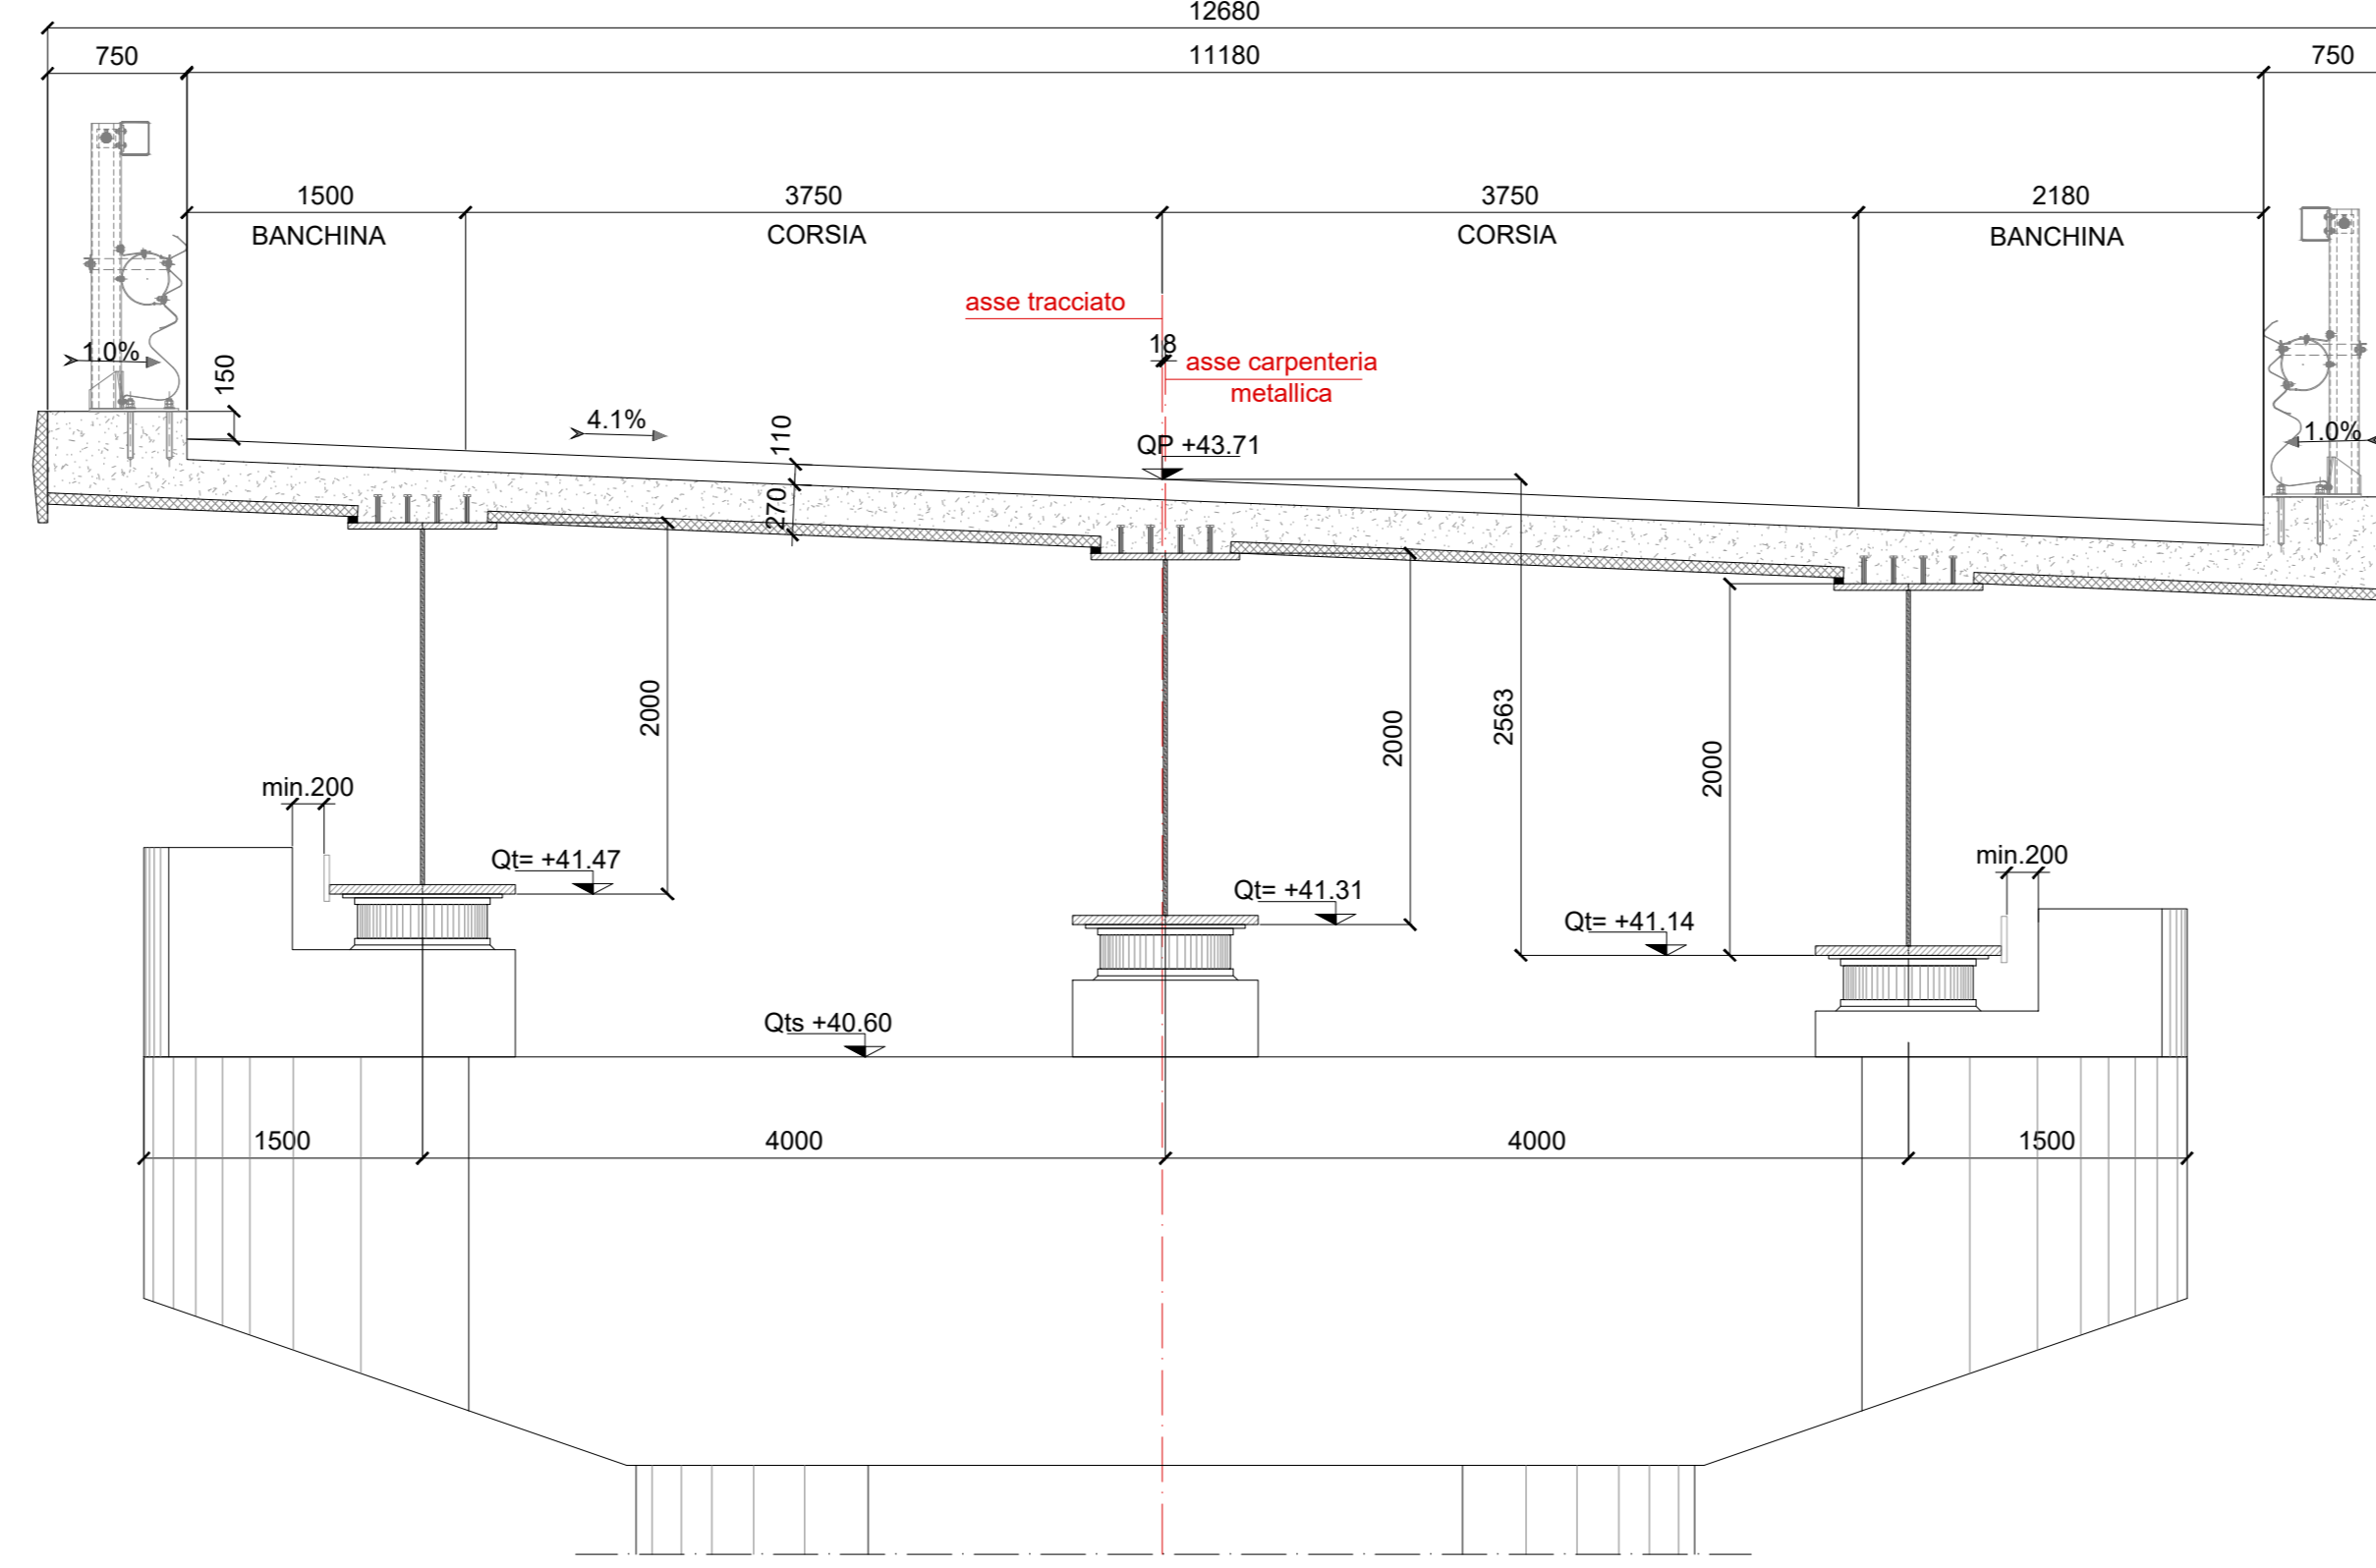 12680
750
11180
750
1500
3750
3750
2180
BANCHINA
CORSIA
CORSIA
BANCHINA
asse tracciato
18
asse carpenteria
metallica
1.0%
150
4.1%
110
QP +43.71
1.0%
270
2000
2000
2563
2000
min.200
Qt= +41.47
Qt= +41.31
Qt= +41.14
min.200
Qts +40.60
1500
4000
4000
1500